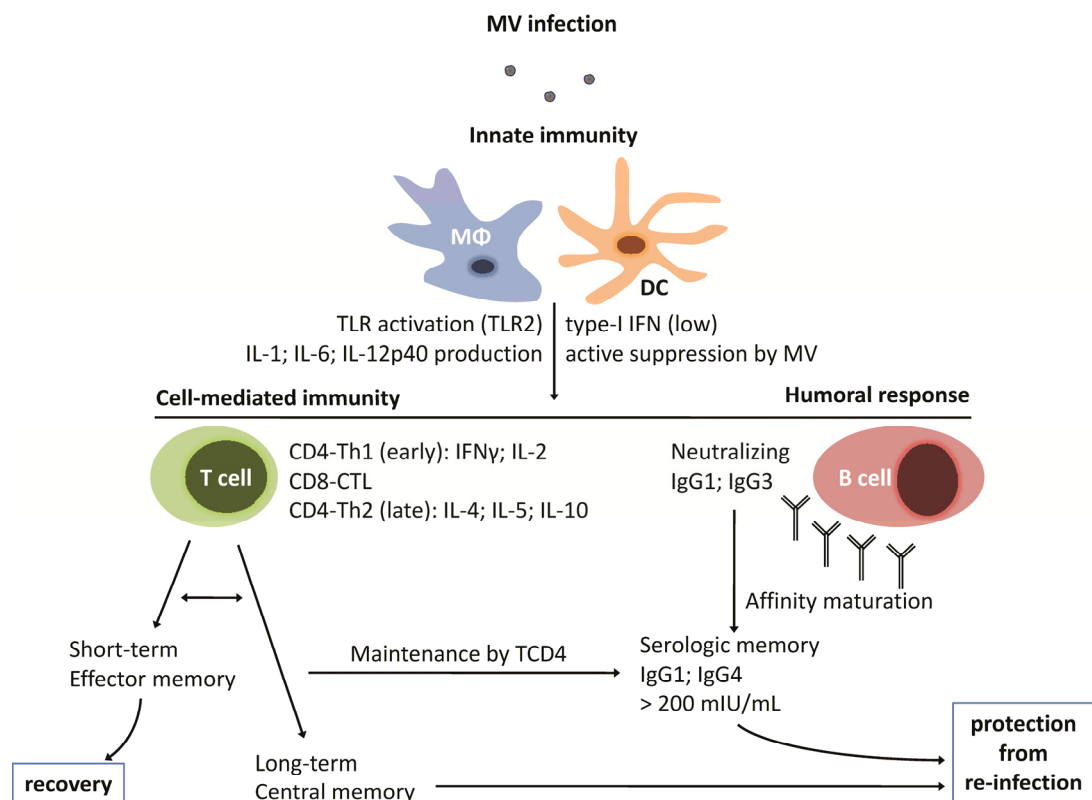 MV infection
Innate immunity
MΦ
DC
TLR activation (TLR2)
IL-1; IL-6; IL-12p40 production
type-I IFN (low)
active suppression by MV
Cell-mediated immunity
Humoral response
T cell
CD4-Th1 (early): IFNγ; IL-2
CD8-CTL
CD4-Th2 (late): IL-4; IL-5; IL-10
Neutralizing
IgG1; IgG3
B cell
Affinity maturation
Short-term
Effector memory
Maintenance by TCD4
Serologic memory
IgG1; IgG4
> 200 mIU/mL
recovery
Long-term
Central memory
protection
from
re-infection